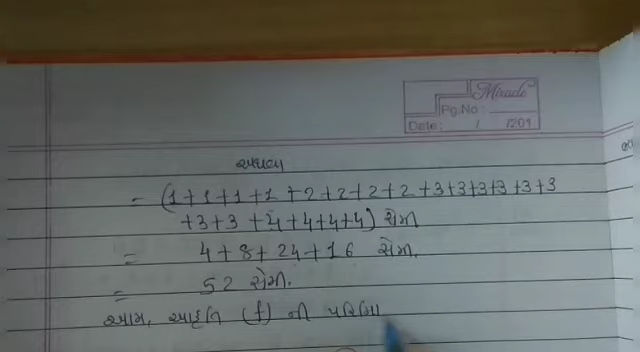 Miracle
Pg.No :
Date: / /201
અથવા
= (1+1+1+1+2+2+2+2+3+3+3+3+3+3
+3+3+4+4+4+4) સેમી
= 4+8+24+16 સેમી.
= 52 સેમી.
આમ, આકૃતિ (f) ની પરિમિ